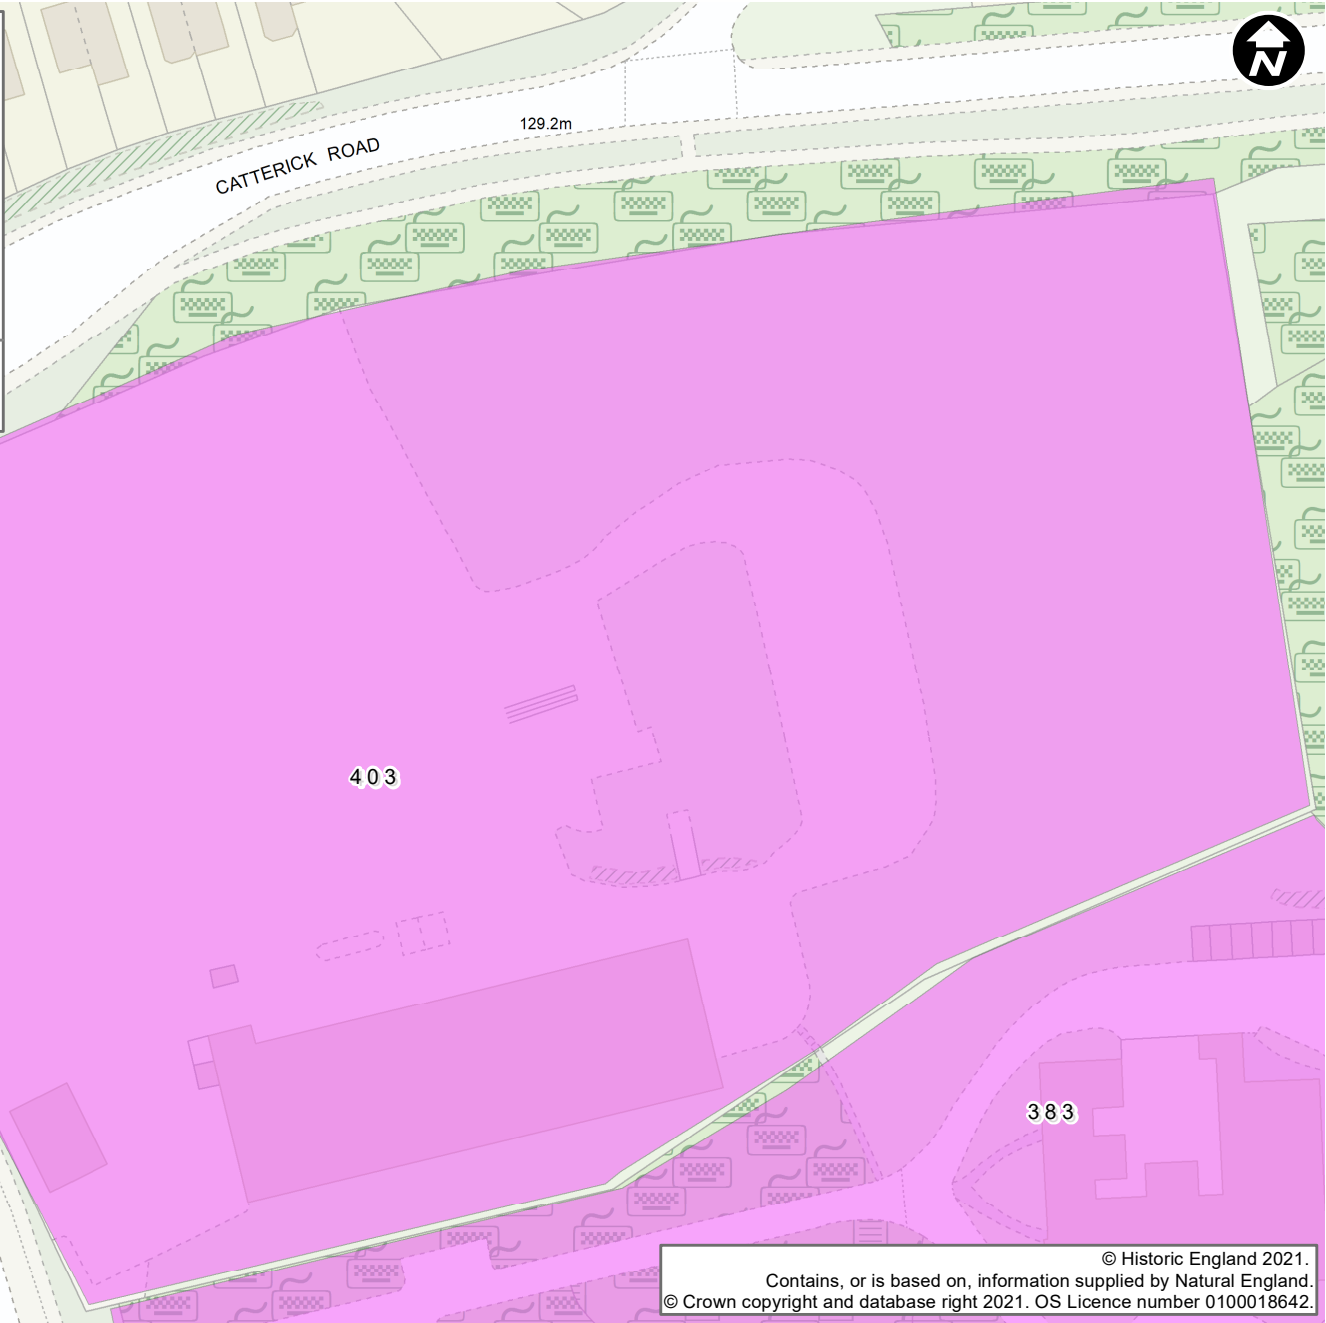 N
129.2m
CATTERICK ROAD
403
383
© Historic England 2021.
Contains, or is based on, information supplied by Natural England.
© Crown copyright and database right 2021. OS Licence number 0100018642.